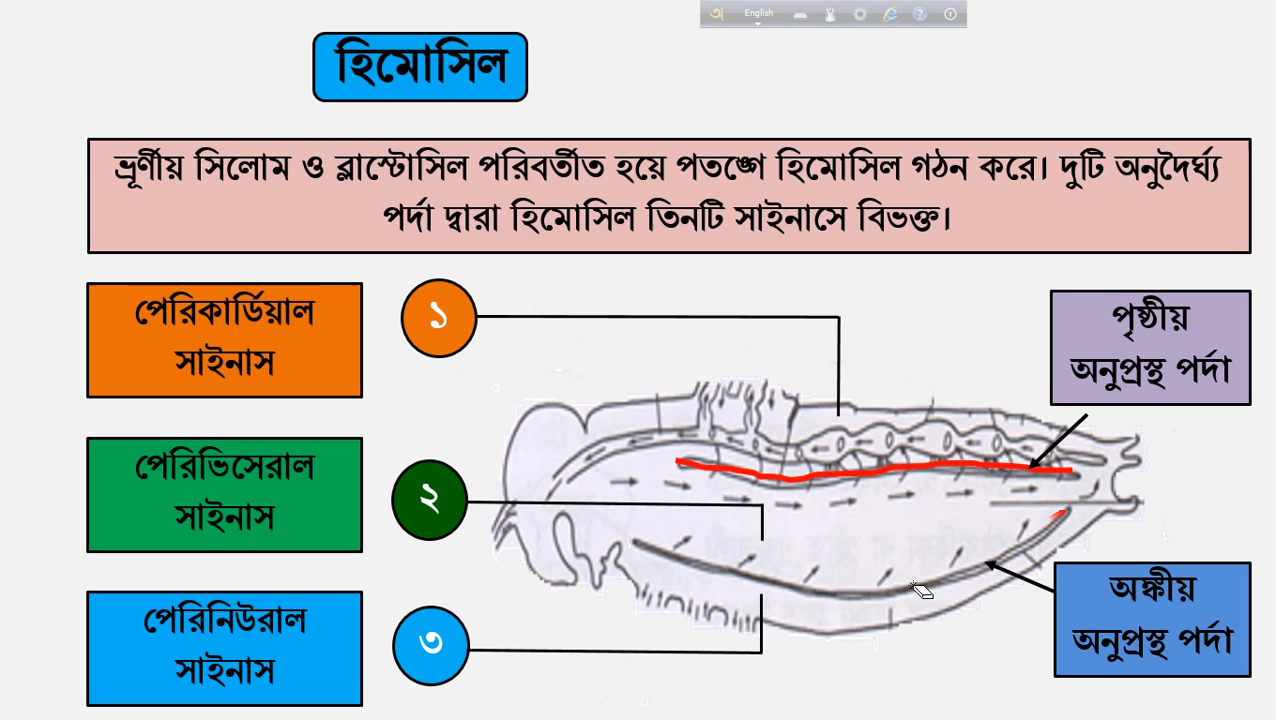 অ English
হিমোসিল
ভ্রূণীয় সিলোম ও ব্লাস্টোসিল পরিবর্তীত হয়ে পতঙ্গে হিমোসিল গঠন করে। দুটি অনুদৈর্ঘ্য
পর্দা দ্বারা হিমোসিল তিনটি সাইনাসে বিভক্ত।
পেরিকার্ডিয়াল
সাইনাস
১
পৃষ্ঠীয়
অনুপ্রস্থ পর্দা
পেরিভিসেরাল
সাইনাস
২
অঙ্কীয়
অনুপ্রস্থ পর্দা
পেরিনিউরাল
সাইনাস
৩